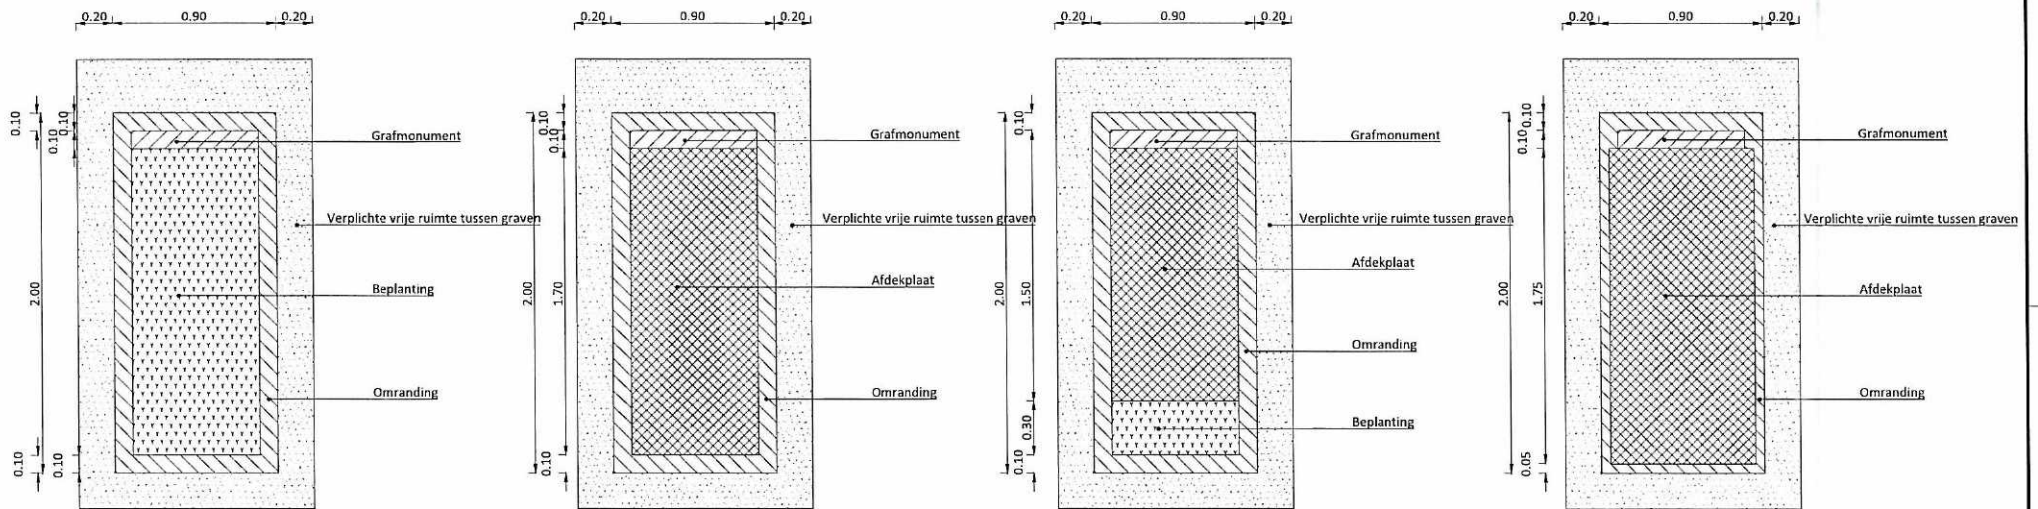 0.20 0.90 0.20
0.10
0.10
0.10
2.00
0.10
0.10
Grafmonument
Verplichte vrije ruimte tussen graven
Beplanting
Omranding
0.20 0.90 0.20
0.10
0.10
2.00
1.70
0.10
Grafmonument
Verplichte vrije ruimte tussen graven
Afdekplaat
Omranding
0.20 0.90 0.20
0.10
2.00
1.50
0.30
0.10
Grafmonument
Verplichte vrije ruimte tussen graven
Afdekplaat
Omranding
Beplanting
0.20 0.90 0.20
0.10
0.10
2.00
1.75
0.05
Grafmonument
Verplichte vrije ruimte tussen graven
Afdekplaat
Omranding